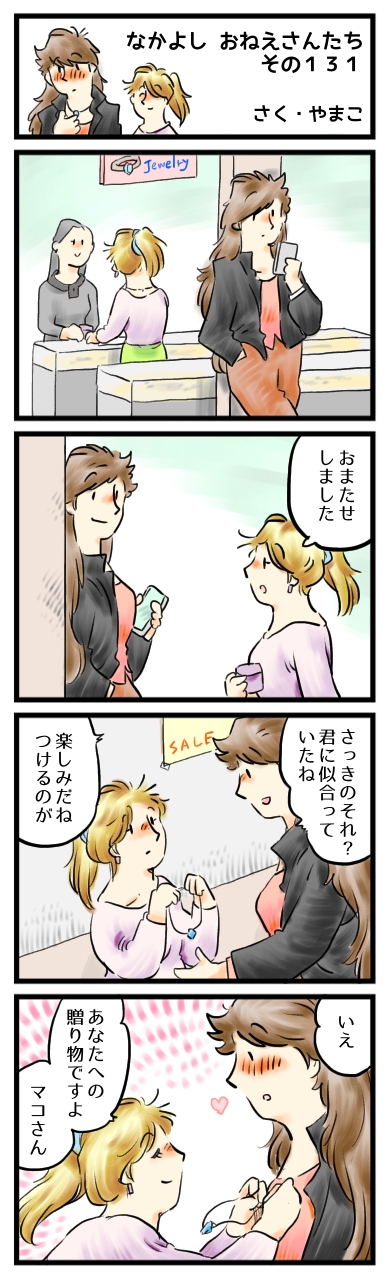 なかよし おねえさんたち
その１３１
さく・やまこ
Jewelry
おまたせ
しました
SALE
さっきのそれ？
君に似合って
いたね
楽しみだね
つけるのが
いえ
あなたへの
贈り物ですよ
マコさん